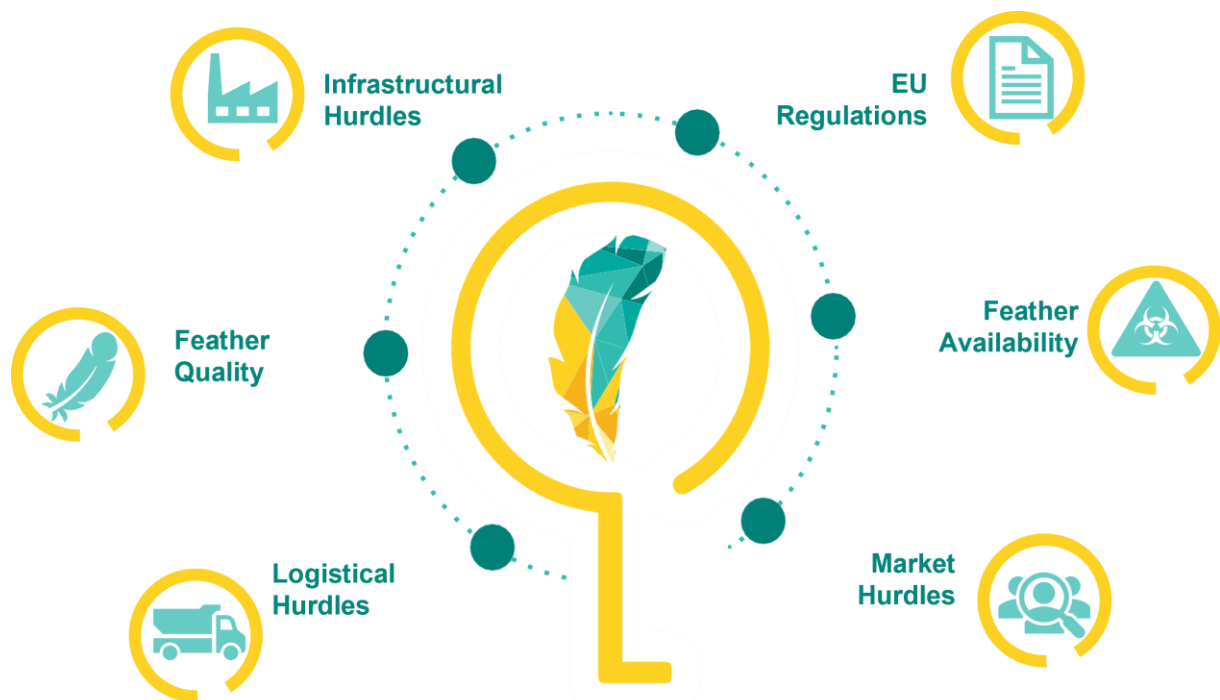 Infrastructural
Hurdles
EU
Regulations
Feather
Quality
Feather
Availability
Logistical
Hurdles
Market
Hurdles